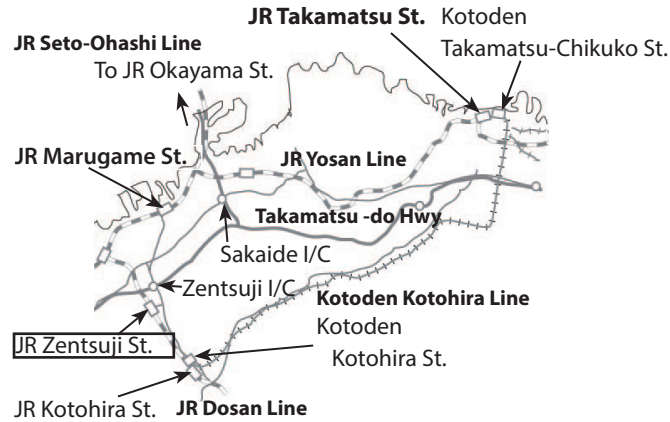 JR Takamatsu St. Kotoden
Takamatsu-Chikuko St.
JR Seto-Ohashi Line
To JR Okayama St.
JR Marugame St.
JR Yosan Line
Takamatsu -do Hwy
Sakaide I/C
Zentsuji I/C
Kotoden Kotohira Line
Kotoden
Kotohira St.
JR Zentsuji St.
JR Kotohira St.
JR Dosan Line